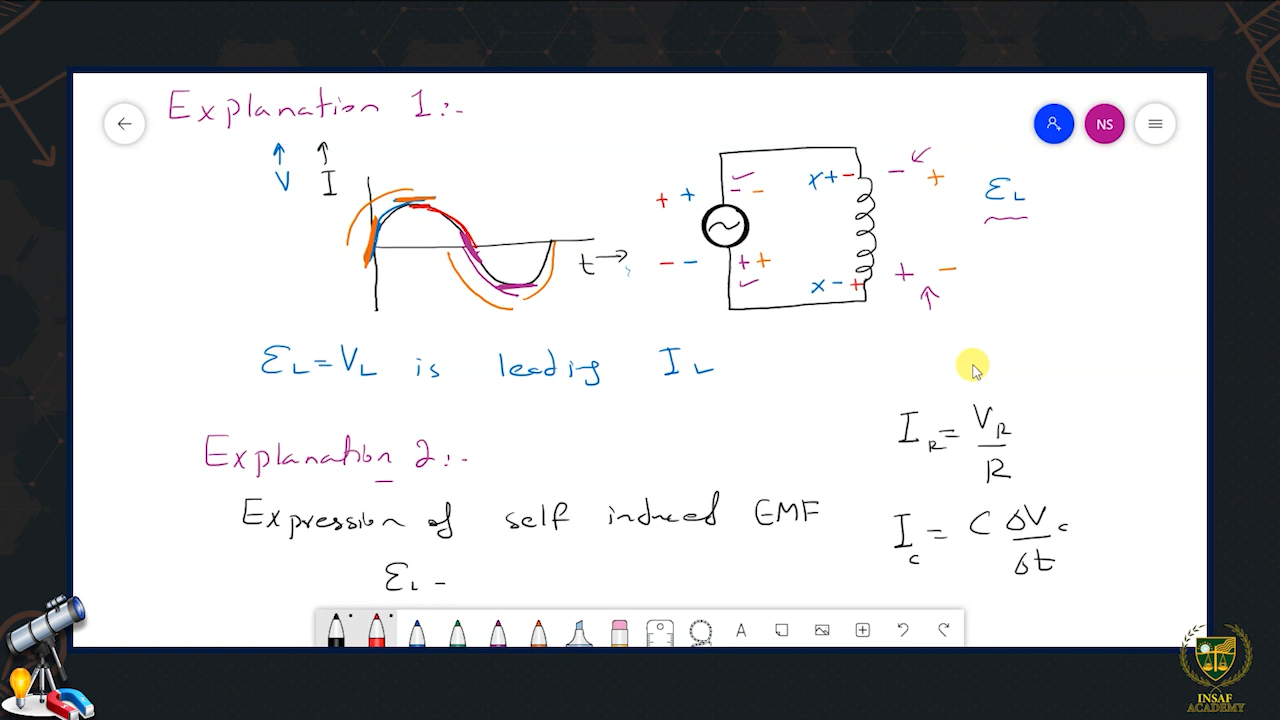 Explanation 1:-
NS
V I
t →
+ +
- -
- -
+ +
x + -
x - +
- +
+ -
εL
εL = VL is leading IL
IR = VR / R
Explanation 2:-
Expression of self induced EMF
IC = C ΔVC / Δt
εL -
A
INSAF
ACADEMY